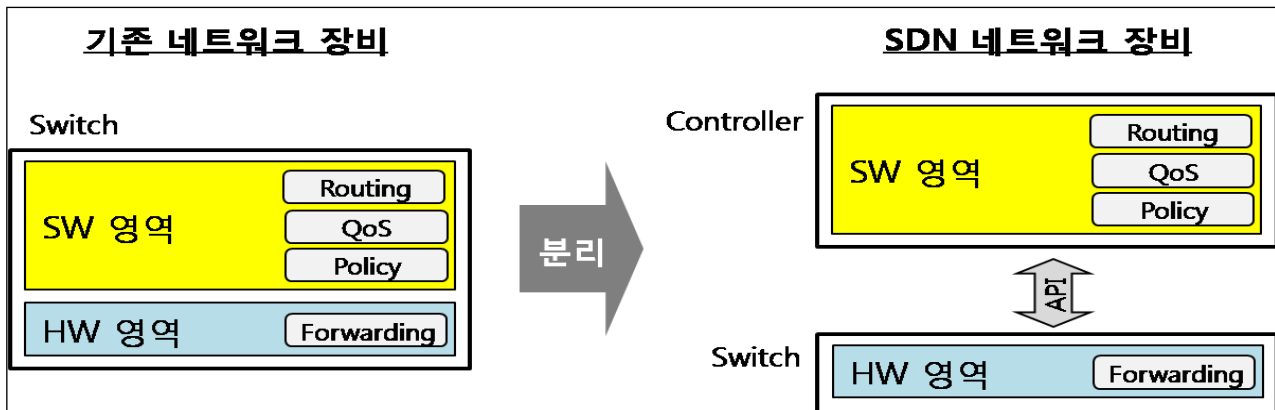 기존 네트워크 장비
Switch
SW 영역
Routing
QoS
Policy
HW 영역
Forwarding
분리
SDN 네트워크 장비
Controller
SW 영역
Routing
QoS
Policy
API
Switch
HW 영역
Forwarding